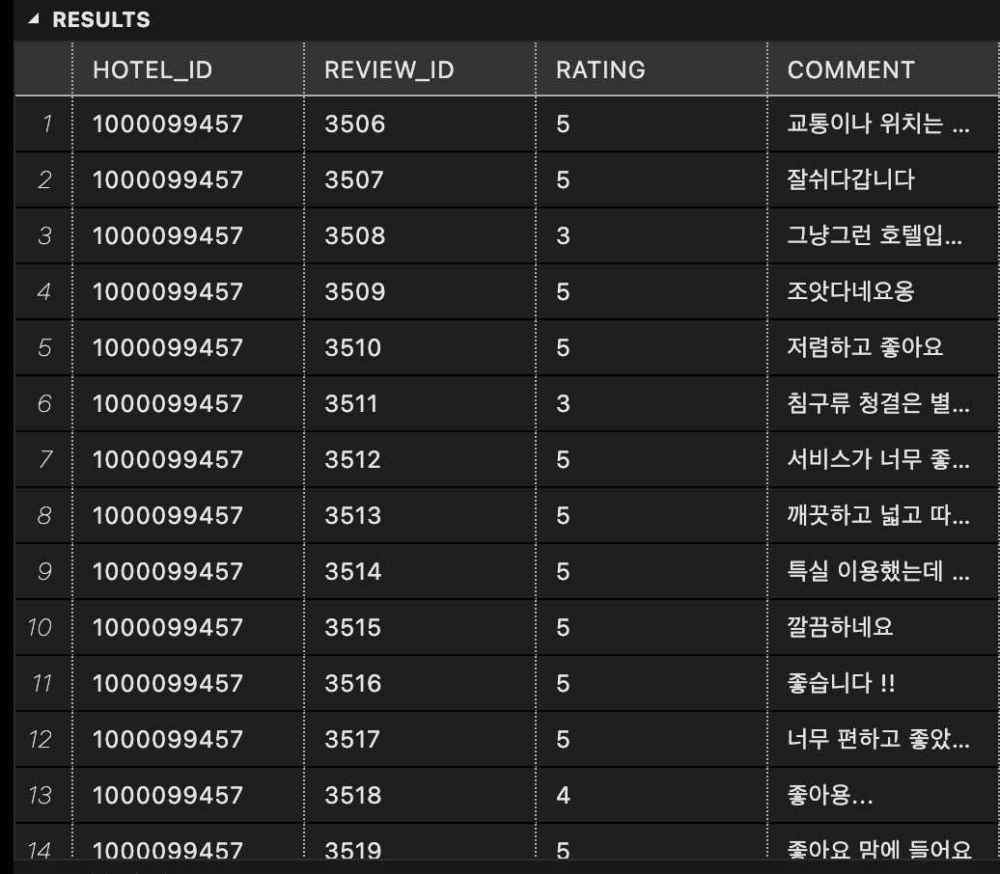 RESULTS
HOTEL_ID REVIEW_ID RATING COMMENT
1 1000099457 3506 5 교통이나 위치는 ...
2 1000099457 3507 5 잘쉬다갑니다
3 1000099457 3508 3 그냥그런 호텔입...
4 1000099457 3509 5 조앗다네요옹
5 1000099457 3510 5 저렴하고 좋아요
6 1000099457 3511 3 침구류 청결은 별...
7 1000099457 3512 5 서비스가 너무 좋...
8 1000099457 3513 5 깨끗하고 넓고 따...
9 1000099457 3514 5 특실 이용했는데 ...
10 1000099457 3515 5 깔끔하네요
11 1000099457 3516 5 좋습니다 !!
12 1000099457 3517 5 너무 편하고 좋았...
13 1000099457 3518 4 좋아용...
14 1000099457 3519 5 좋아요 맘에 들어요